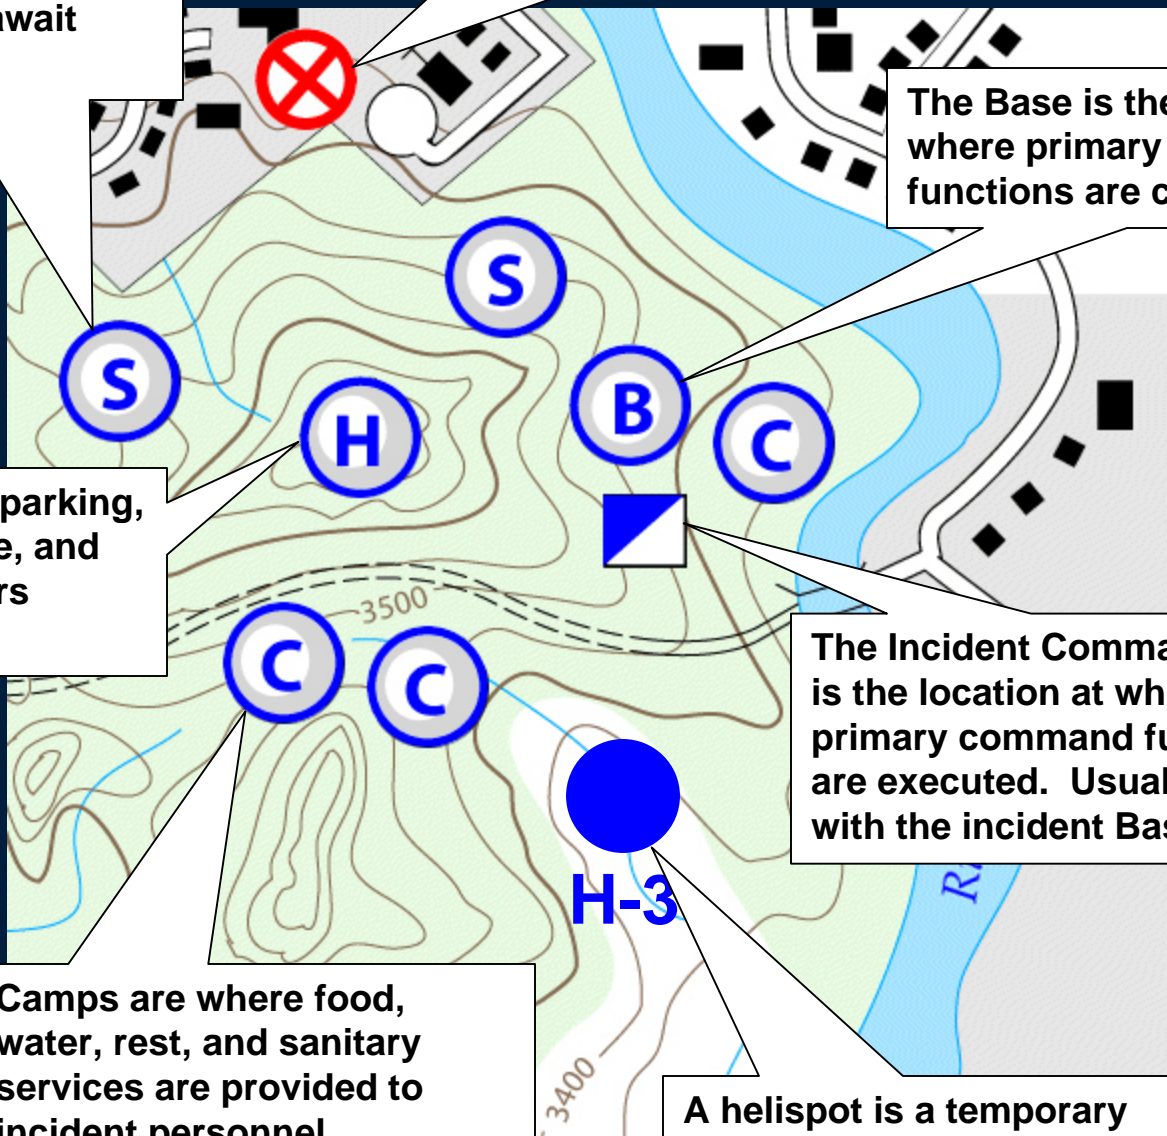 await
The Base is the
where primary
functions are c
S
S
B
C
H
parking,
e, and
rs
3500
C
C
The Incident Comma
is the location at wh
primary command fu
are executed. Usual
with the incident Bas
H-3
Camps are where food,
water, rest, and sanitary
services are provided to
incident personnel
3400
A helispot is a temporary